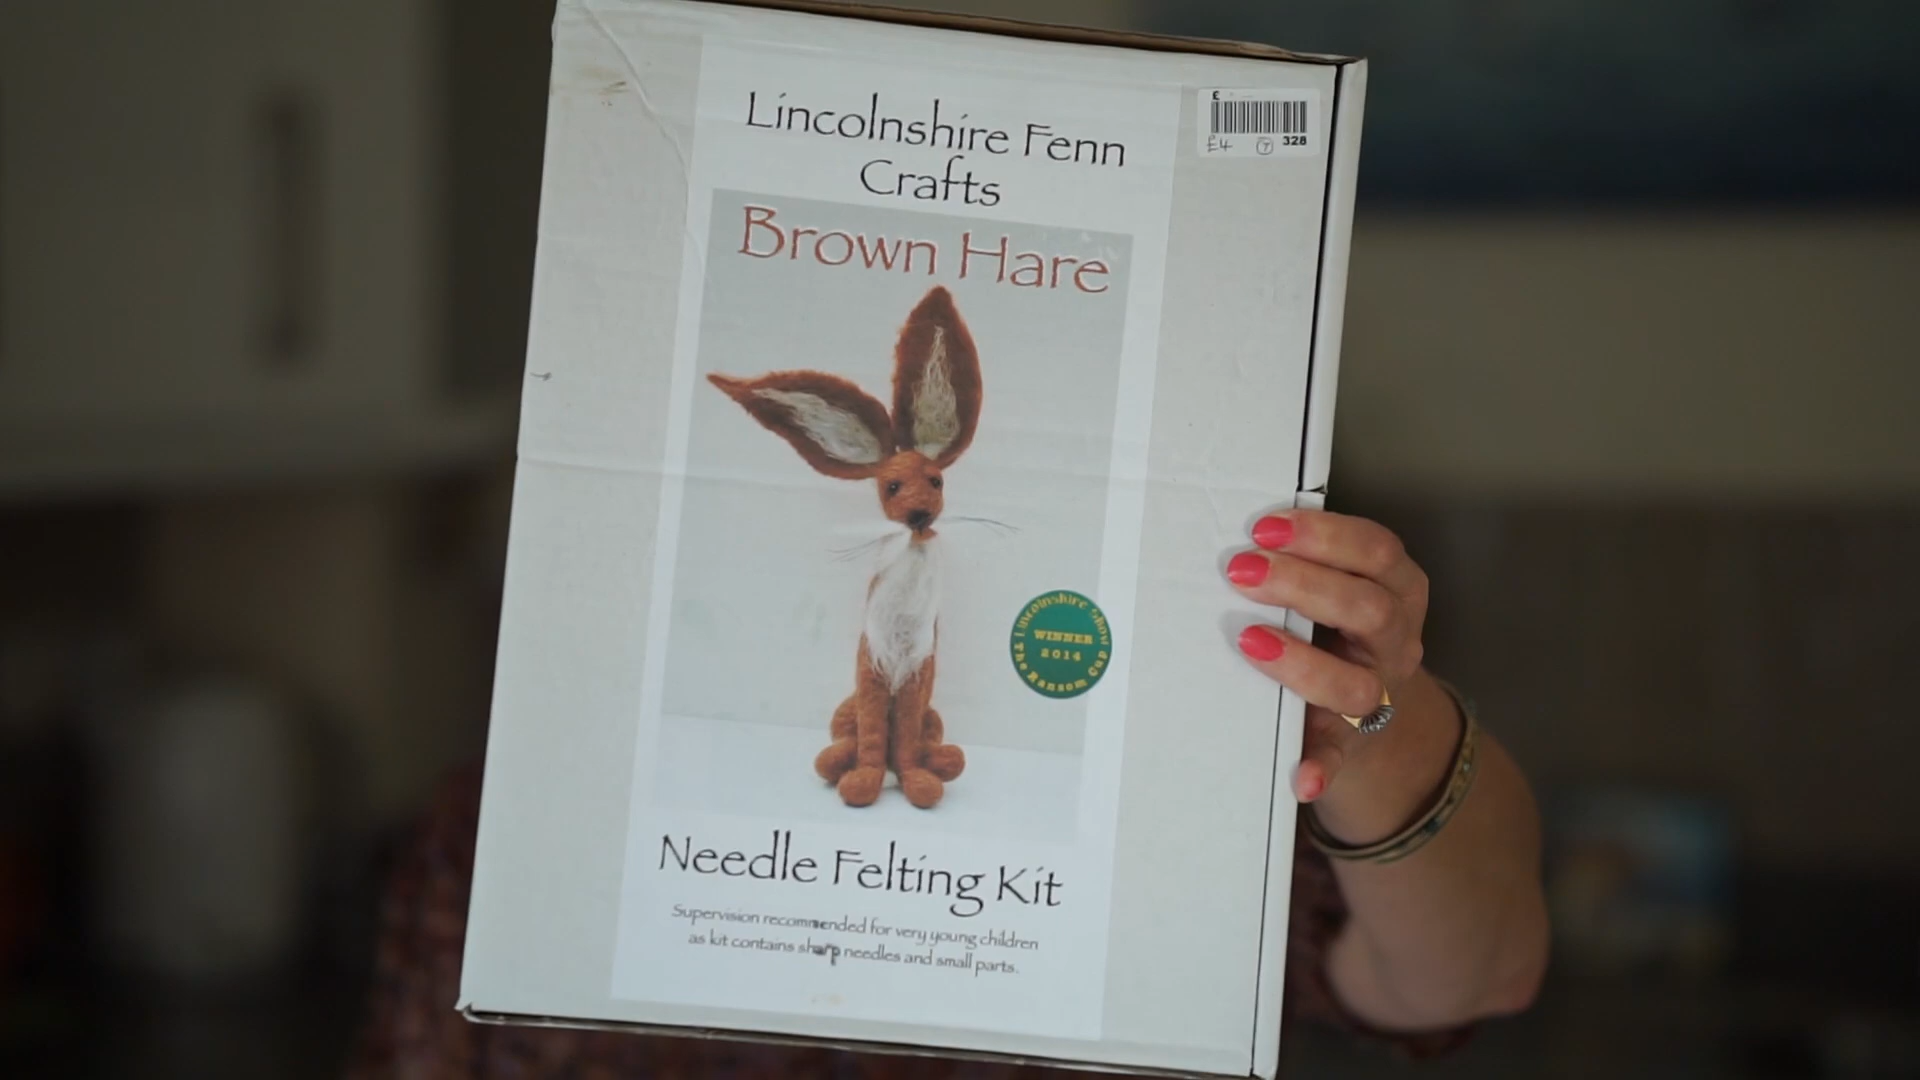 Lincolnshire Fenn
Crafts
£
£4 7 328
Brown Hare
Lincolnshire Show
WINNER
2014
The Ransom Cup
Needle Felting Kit
Supervision recommended for very young children
as kit contains sharp needles and small parts.